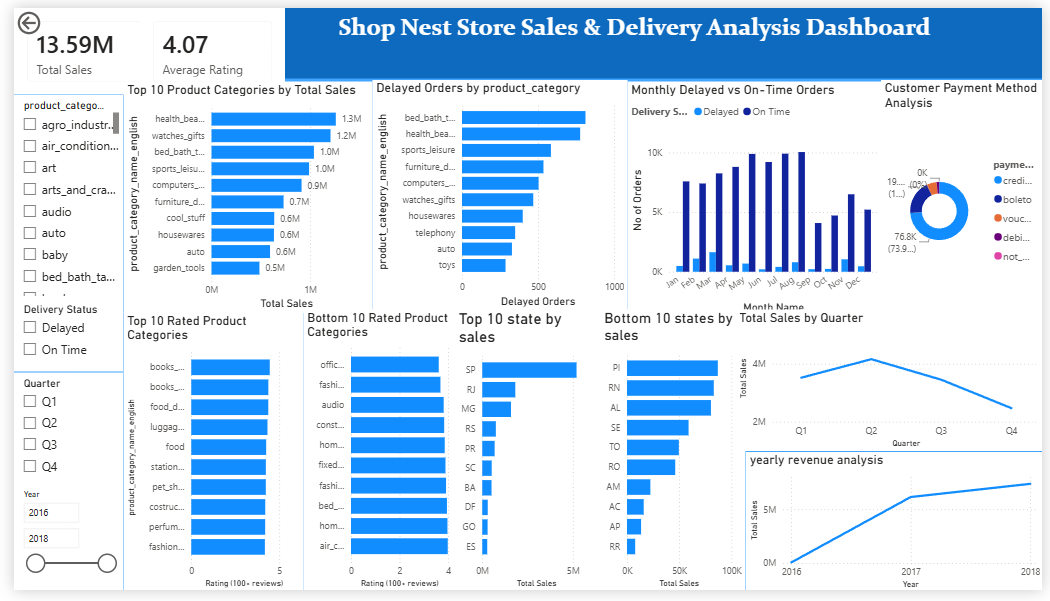 Shop Nest Store Sales & Delivery Analysis Dashboard
13.59M
Total Sales
4.07
Average Rating
product_catego...
agro_industr...
air_condition...
art
arts_and_cra...
audio
auto
baby
bed_bath_ta...
Delivery Status
Delayed
On Time
Quarter
Q1
Q2
Q3
Q4
Year
2016
2018
Top 10 Product Categories by Total Sales
product_category_name_english
health_bea...
1.3M
watches_gifts
1.2M
bed_bath_t...
1.0M
sports_leisu...
1.0M
computers_...
0.9M
furniture_d...
0.7M
cool_stuff
0.6M
housewares
0.6M
auto
0.6M
garden_tools
0.5M
0M
1M
Total Sales
Delayed Orders by product_category
product_category_name_english
bed_bath_t...
health_bea...
sports_leisure
furniture_d...
computers_...
watches_gifts
housewares
telephony
auto
toys
0
500
1000
Delayed Orders
Monthly Delayed vs On-Time Orders
Delivery S...
Delayed
On Time
No of Orders
10K
5K
0K
Jan
Feb
Mar
Apr
May
Jun
Jul
Aug
Sep
Oct
Nov
Dec
Month Name
Customer Payment Method
Analysis
0K
(0%)
19....
(1...)
76.8K
(73.9...)
payme...
credi...
boleto
vouc...
debi...
not_...
Top 10 Rated Product
Categories
product_category_name_english
books_...
books_...
food_d...
luggag...
food
station...
pet_sh...
costruc...
perfum...
fashion...
0
5
Rating (100+ reviews)
Bottom 10 Rated Product
Categories
offic...
fashi...
audio
const...
hom...
fixed...
fashi...
bed_...
hom...
air_c...
0
2
4
Rating (100+ reviews)
Top 10 state by
sales
SP
RJ
MG
RS
PR
SC
BA
DF
GO
ES
0M
5M
Total Sales
Bottom 10 states by
sales
PI
RN
AL
SE
TO
RO
AM
AC
AP
RR
0K
50K
100K
Total Sales
Total Sales by Quarter
Total Sales
4M
2M
Q1
Q2
Q3
Q4
Quarter
yearly revenue analysis
Total Sales
5M
0M
2016
2017
2018
Year